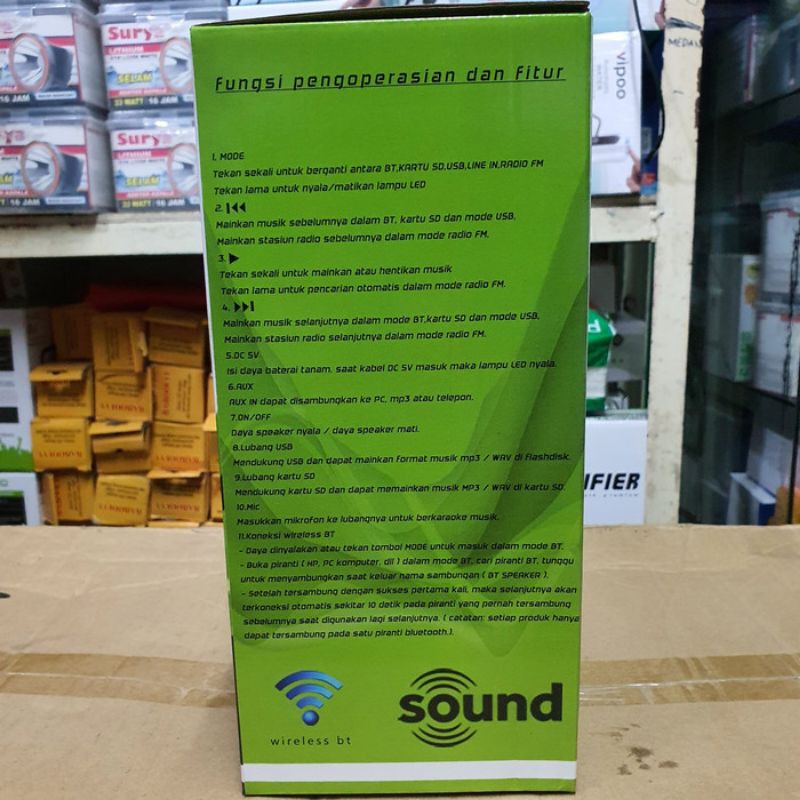 Fungsi pengoperasian dan Fitur
1. MODE
Tekan sekali untuk berganti antara BT,KARTU SD,USB,LINE IN,RADIO FM
Tekan lama untuk nyala/matikan lampu LED
2.
Mainkan musik sebelumnya dalam BT, kartu SD dan mode USB,
Mainkan stasiun radio sebelumnya dalam mode radio FM.
3.
Tekan sekali untuk mainkan atau hentikan musik
Tekan lama untuk pencarian otomatis dalam mode radio FM.
4.
Mainkan musik selanjutnya dalam mode BT,kartu SD dan mode USB,
Mainkan stasiun radio selanjutnya dalam mode radio FM.
5.DC 5V
Isi daya baterai tanam. saat kabel DC 5V masuk maka lampu LED nyala.
6.AUX
AUX IN dapat disambungkan ke PC, mp3 atau telepon.
7.ON/OFF
Daya speaker nyala / daya speaker mati.
8.Lubang USB
Mendukung USB dan dapat mainkan format musik mp3 / WAV di flashdisk.
9.Lubang kartu SD
Mendukung kartu SD dan dapat memainkan musik MP3 / WAV di kartu SD.
10.Mic
Masukkan mikrofon ke lubangnya untuk berkaraoke musik.
11.Koneksi wireless BT
- Daya dinyalakan atau tekan tombol MODE untuk masuk dalam mode BT,
- Buka piranti ( HP, PC komputer, dll ) dalam mode BT, cari piranti BT, tunggu
untuk menyambungkan saat keluar nama sambungan ( BT SPEAKER ).
- Setelah tersambung dengan sukses pertama kali, maka selanjutnya akan
terkoneksi otomatis sekitar 10 detik pada piranti yang pernah tersambung
sebelumnya saat digunakan lagi selanjutnya. ( catatan: setiap produk hanya
dapat tersambung pada satu piranti bluetooth.).
wireless bt
sound
Surya
LITHIUM
SELAM
33 WATT 16 JAM
vipoo
IFIER